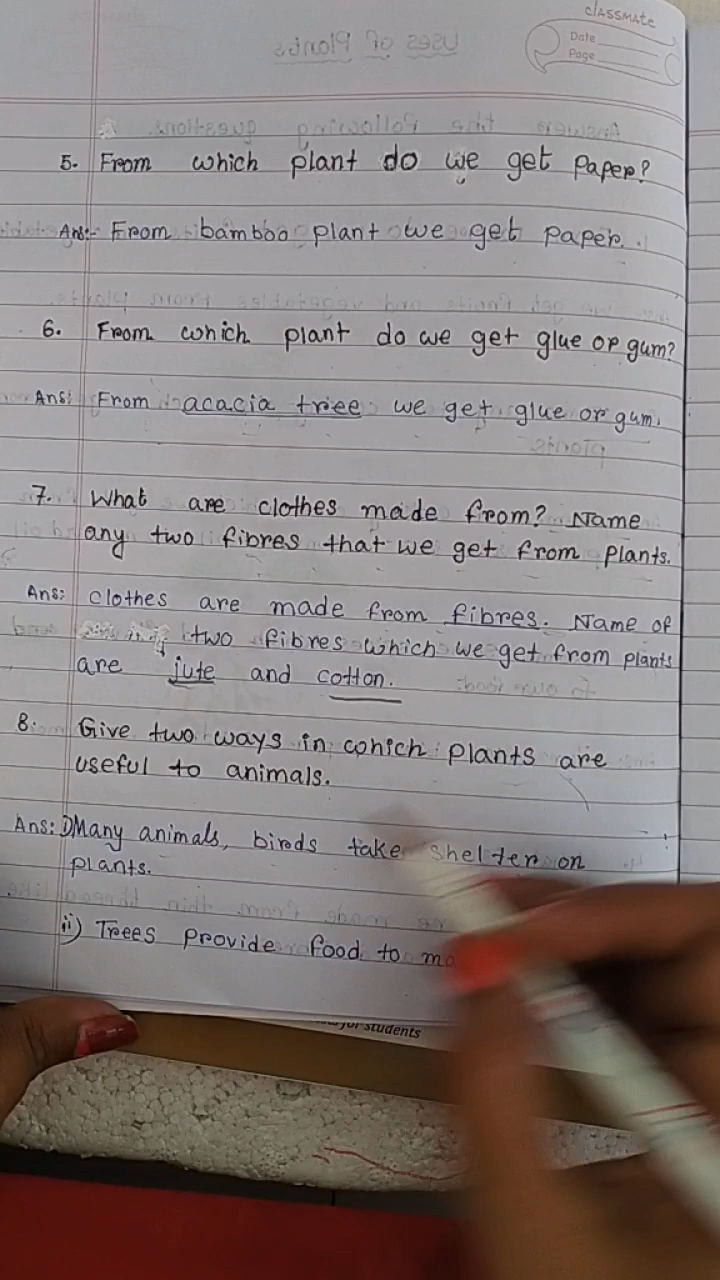 classmate
Date
Page
5. From which plant do we get paper?
Ans:- From bamboo plant we get paper.
6. From which plant do we get glue or gum?
Ans: From acacia tree we get glue or gum.
7. What are clothes made from? Name
any two fibres that we get from plants.
Ans: Clothes are made from fibres. Name of
two fibres which we get from plants
are jute and cotton.
8. Give two ways in which plants are
useful to animals.
Ans: i) Many animals, birds take shelter on
plants.
ii) Trees provide food to
for students